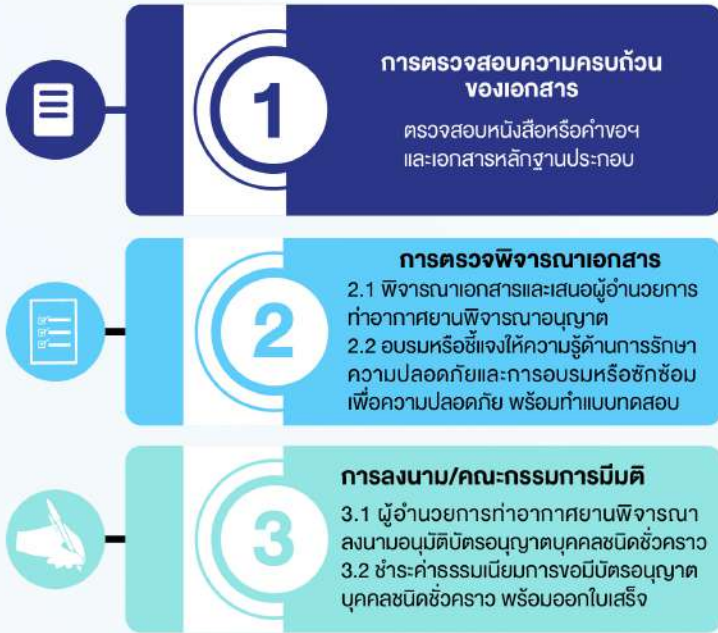 1
การตรวจสอบความครบถ้วน
ของเอกสาร
ตรวจสอบหนังสือหรือคำขอฯ
และเอกสารหลักฐานประกอบ
2
การตรวจพิจารณาเอกสาร
2.1 พิจารณาเอกสารและเสนอผู้อำนวยการ
ท่าอากาศยานพิจารณาอนุญาต
2.2 อบรมหรือชี้แจงให้ความรู้ด้านการรักษา
ความปลอดภัยและการอบรมหรือซักซ้อม
เพื่อความปลอดภัย พร้อมทำแบบทดสอบ
3
การลงนาม/คณะกรรมการมีมติ
3.1 ผู้อำนวยการท่าอากาศยานพิจารณา
ลงนามอนุมัติบัตรอนุญาตบุคคลชนิดชั่วคราว
3.2 ชำระค่าธรรมเนียมการขอมีบัตรอนุญาต
บุคคลชนิดชั่วคราว พร้อมออกใบเสร็จ